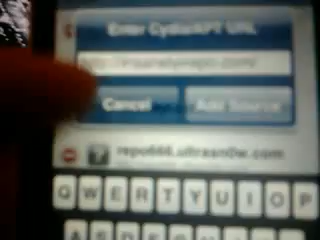 Enter Cydia/APT URL
Cancel
Add Source
repo666.ultrasn0w.com
Q W E R T Y U I O P